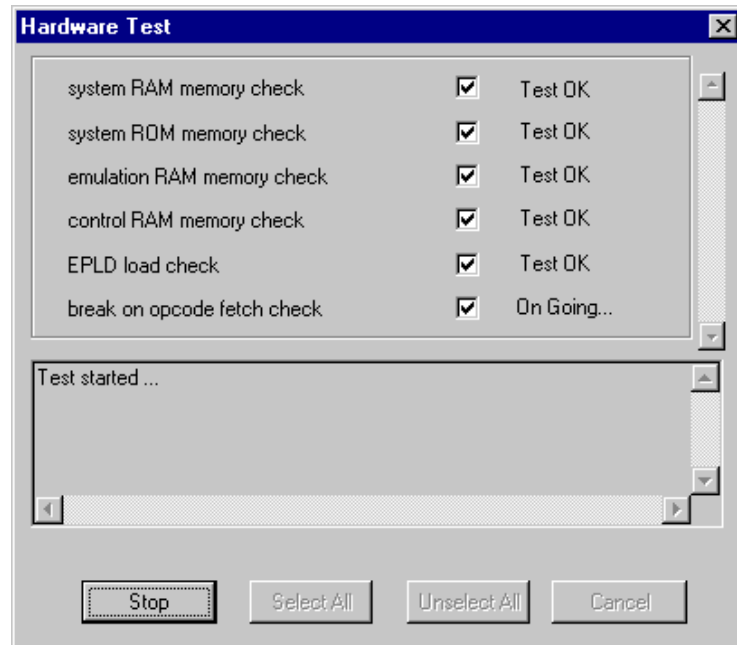 Hardware Test
system RAM memory check Test OK
system ROM memory check Test OK
emulation RAM memory check Test OK
control RAM memory check Test OK
EPLD load check Test OK
break on opcode fetch check On Going...
Test started ...
Stop Select All Unselect All Cancel